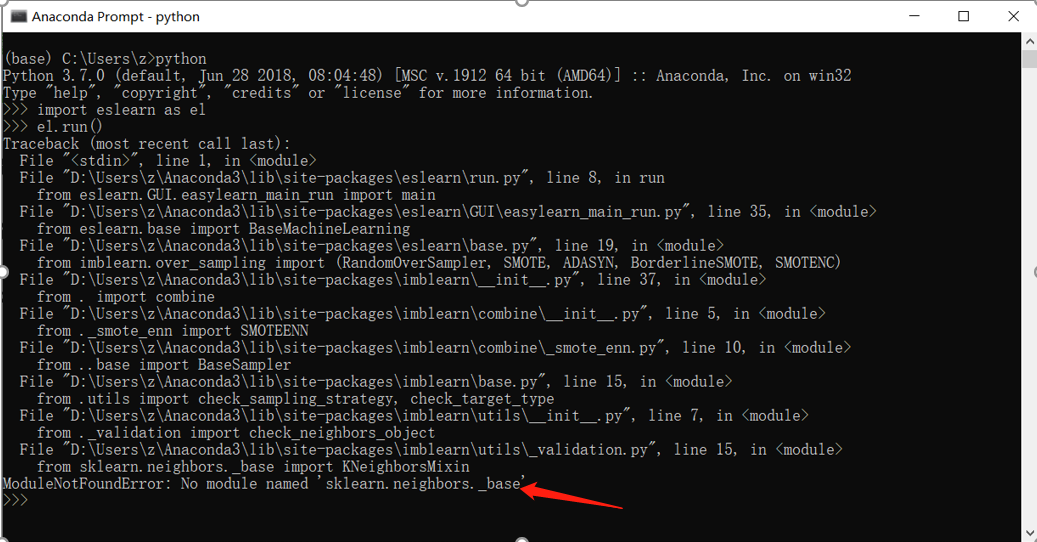 Anaconda Prompt - python
(base) C:\Users\z>python
Python 3.7.0 (default, Jun 28 2018, 08:04:48) [MSC v.1912 64 bit (AMD64)] :: Anaconda, Inc. on win32
Type "help", "copyright", "credits" or "license" for more information.
>>> import eslearn as el
>>> el.run()
Traceback (most recent call last):
  File "<stdin>", line 1, in <module>
  File "D:\Users\z\Anaconda3\lib\site-packages\eslearn\run.py", line 8, in run
    from eslearn.GUI.easylearn_main_run import main
  File "D:\Users\z\Anaconda3\lib\site-packages\eslearn\GUI\easylearn_main_run.py", line 35, in <module>
    from eslearn.base import BaseMachineLearning
  File "D:\Users\z\Anaconda3\lib\site-packages\eslearn\base.py", line 19, in <module>
    from imblearn.over_sampling import (RandomOverSampler, SMOTE, ADASYN, BorderlineSMOTE, SMOTENC)
  File "D:\Users\z\Anaconda3\lib\site-packages\imblearn\__init__.py", line 37, in <module>
    from . import combine
  File "D:\Users\z\Anaconda3\lib\site-packages\imblearn\combine\__init__.py", line 5, in <module>
    from ._smote_enn import SMOTEENN
  File "D:\Users\z\Anaconda3\lib\site-packages\imblearn\combine\_smote_enn.py", line 10, in <module>
    from ..base import BaseSampler
  File "D:\Users\z\Anaconda3\lib\site-packages\imblearn\base.py", line 15, in <module>
    from .utils import check_sampling_strategy, check_target_type
  File "D:\Users\z\Anaconda3\lib\site-packages\imblearn\utils\__init__.py", line 7, in <module>
    from ._validation import check_neighbors_object
  File "D:\Users\z\Anaconda3\lib\site-packages\imblearn\utils\_validation.py", line 15, in <module>
    from sklearn.neighbors._base import KNeighborsMixin
ModuleNotFoundError: No module named 'sklearn.neighbors._base'
>>>